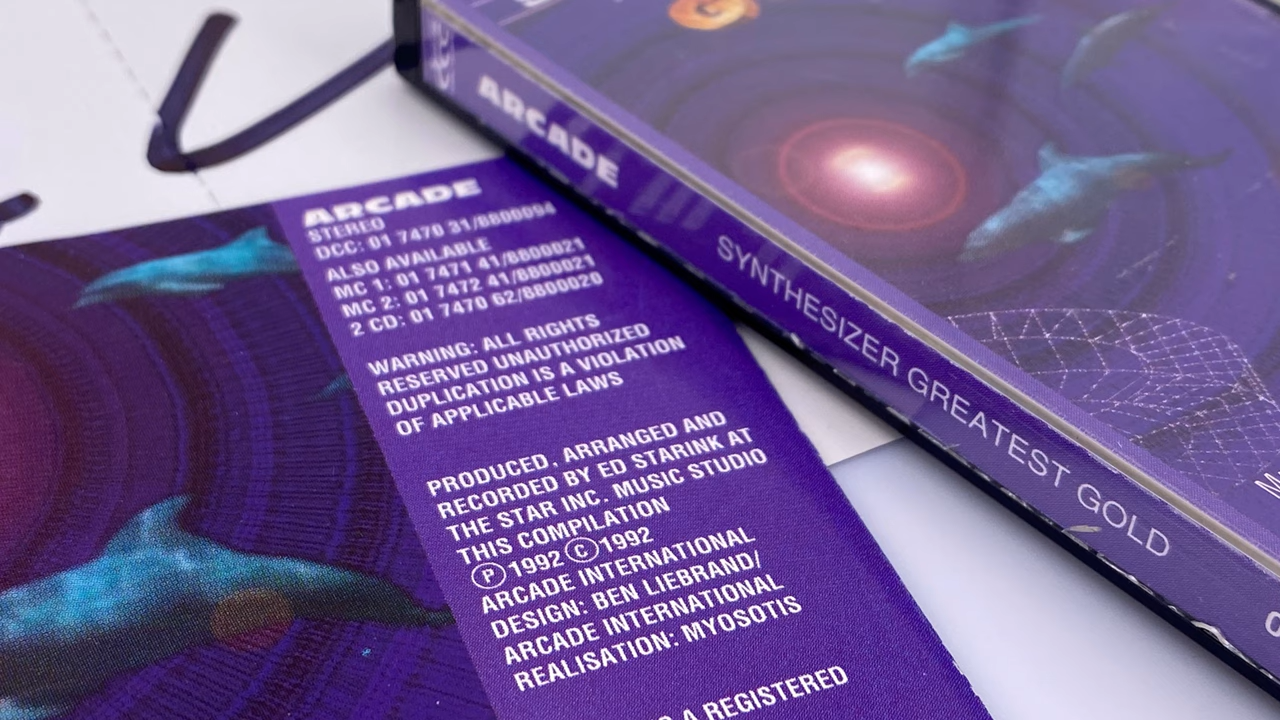 ARCADE
SYNTHESIZER GREATEST GOLD
ARCADE
STEREO
DCC: 01 7470 31/8800094
ALSO AVAILABLE
MC 1: 01 7471 41/8800021
MC 2: 01 7472 41/8800021
2 CD: 01 7470 62/8800020
WARNING: ALL RIGHTS
RESERVED UNAUTHORIZED
DUPLICATION IS A VIOLATION
OF APPLICABLE LAWS
PRODUCED, ARRANGED AND
RECORDED BY ED STARINK AT
THE STAR INC. MUSIC STUDIO
THIS COMPILATION
Ⓟ 1992 Ⓒ 1992
ARCADE INTERNATIONAL
DESIGN: BEN LIEBRAND/
ARCADE INTERNATIONAL
REALISATION: MYOSOTIS
A REGISTERED